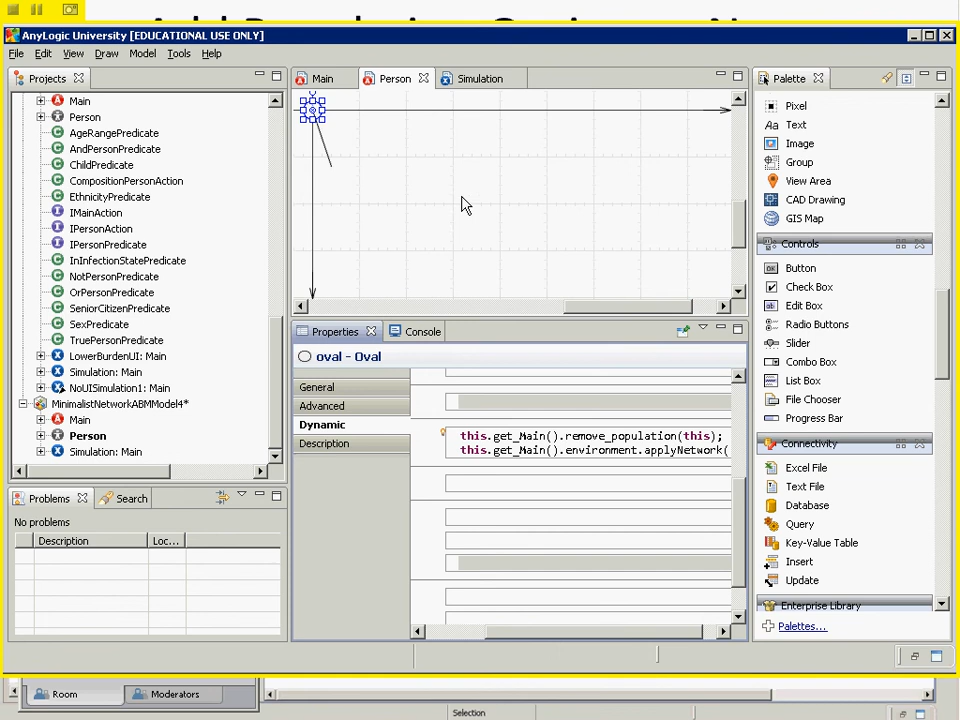 AnyLogic University [EDUCATIONAL USE ONLY]
File Edit View Draw Model Tools Help
Projects
Main
Person
AgeRangePredicate
AndPersonPredicate
ChildPredicate
CompositionPersonAction
EthnicityPredicate
IMainAction
IPersonAction
IPersonPredicate
InInfectionStatePredicate
NotPersonPredicate
OrPersonPredicate
SeniorCitizenPredicate
SexPredicate
TruePersonPredicate
LowerBurdenUI: Main
Simulation: Main
NoUISimulation1: Main
MinimalistNetworkABMModel4*
Main
Person
Simulation: Main
Problems Search
No problems
Description Loc...
Main Person Simulation
Properties Console
oval - Oval
General
Advanced
Dynamic
Description
this.get_Main().remove_population(this);
this.get_Main().environment.applyNetwork(
Palette
Pixel
Aa Text
Image
Group
View Area
CAD Drawing
GIS Map
Controls
OK Button
Check Box
ab| Edit Box
Radio Buttons
Slider
Combo Box
List Box
File Chooser
Progress Bar
Connectivity
Excel File
Text File
Database
Query
Key-Value Table
Insert
Update
Enterprise Library
Palettes...
Room Moderators
Selection